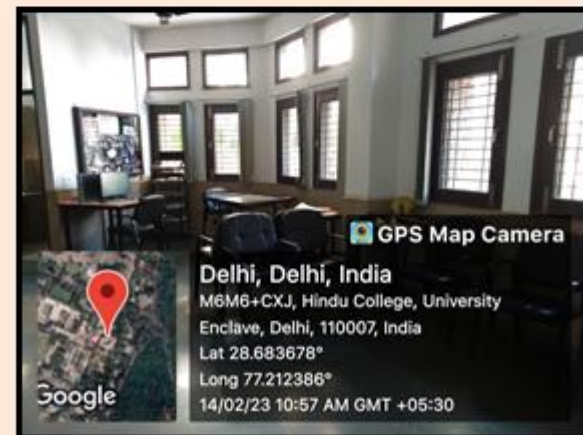 GPS Map Camera
Delhi, Delhi, India
M6M6+CXJ, Hindu College, University
Enclave, Delhi, 110007, India
Lat 28.683678°
Long 77.212386°
14/02/23 10:57 AM GMT +05:30
Google